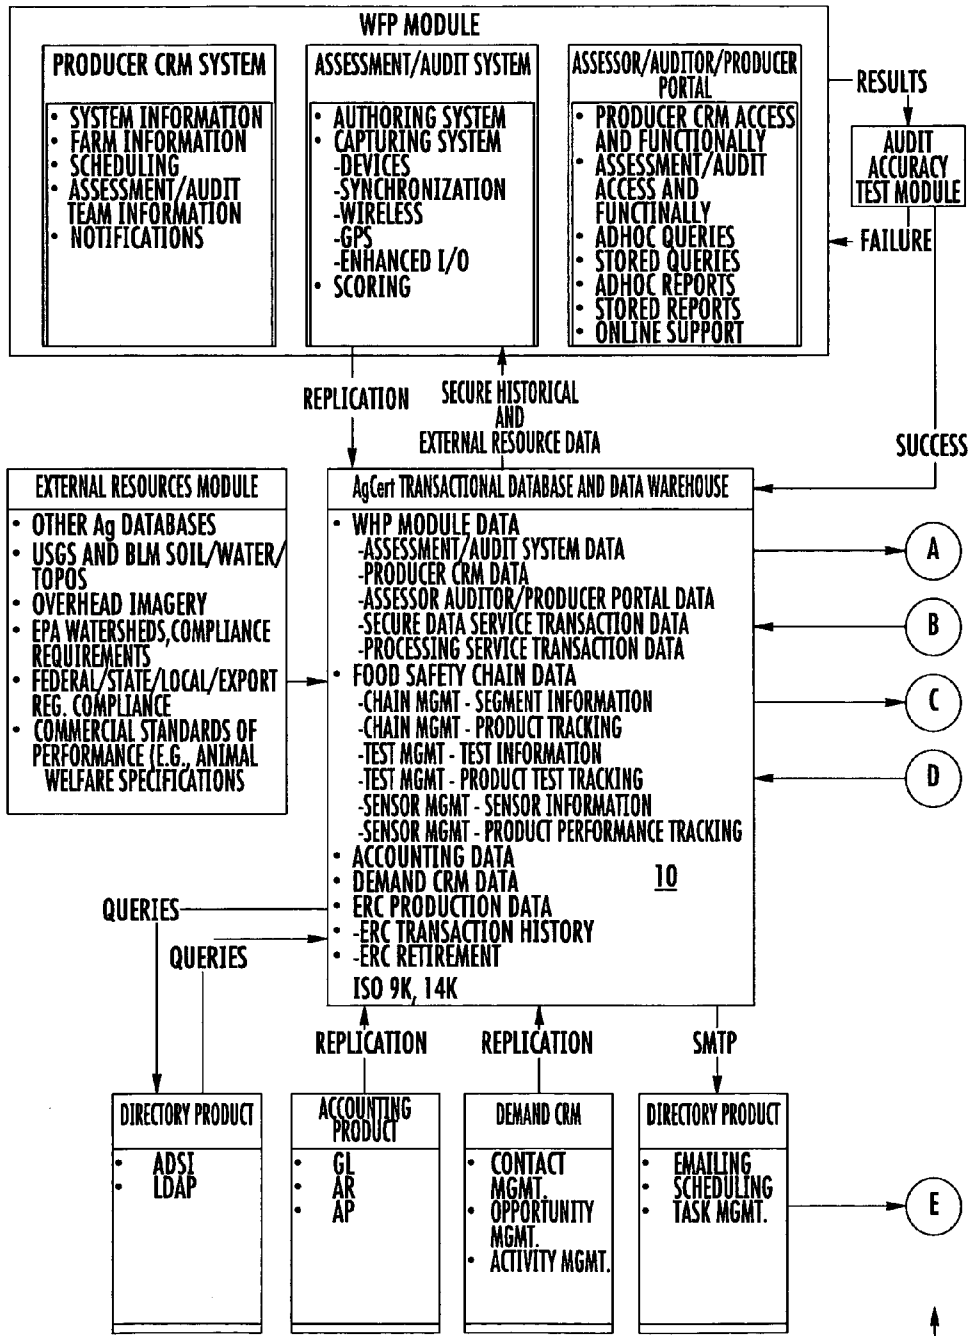 WFP MODULE
PRODUCER CRM SYSTEM
• SYSTEM INFORMATION
• FARM INFORMATION
• SCHEDULING
• ASSESSMENT/AUDIT
TEAM INFORMATION
• NOTIFICATIONS
ASSESSMENT/AUDIT SYSTEM
• AUTHORING SYSTEM
• CAPTURING SYSTEM
-DEVICES
-SYNCHRONIZATION
-WIRELESS
-GPS
-ENHANCED I/O
• SCORING
ASSESSOR/AUDITOR/PRODUCER
PORTAL
• PRODUCER CRM ACCESS
AND FUNCTIONALLY
• ASSESSMENT/AUDIT
ACCESS AND
FUNCTINALLY
• ADHOC QUERIES
• STORED QUERIES
• ADHOC REPORTS
• STORED REPORTS
• ONLINE SUPPORT
RESULTS
AUDIT
ACCURACY
TEST MODULE
FAILURE
SUCCESS
REPLICATION
SECURE HISTORICAL
AND
EXTERNAL RESOURCE DATA
EXTERNAL RESOURCES MODULE
• OTHER Ag DATABASES
• USGS AND BLM SOIL/WATER/
TOPOS
• OVERHEAD IMAGERY
• EPA WATERSHEDS,COMPLIANCE
REQUIREMENTS
• FEDERAL/STATE/LOCAL/EXPORT
REG. COMPLIANCE
• COMMERCIAL STANDARDS OF
PERFORMANCE (E.G., ANIMAL
WELFARE SPECIFICATIONS
AgCert TRANSACTIONAL DATABASE AND DATA WAREHOUSE
• WHP MODULE DATA
-ASSESSMENT/AUDIT SYSTEM DATA
-PRODUCER CRM DATA
-ASSESSOR AUDITOR/PRODUCER PORTAL DATA
-SECURE DATA SERVICE TRANSACTION DATA
-PROCESSING SERVICE TRANSACTION DATA
• FOOD SAFETY CHAIN DATA
-CHAIN MGMT - SEGMENT INFORMATION
-CHAIN MGMT - PRODUCT TRACKING
-TEST MGMT - TEST INFORMATION
-TEST MGMT - PRODUCT TEST TRACKING
-SENSOR MGMT - SENSOR INFORMATION
-SENSOR MGMT - PRODUCT PERFORMANCE TRACKING
• ACCOUNTING DATA
• DEMAND CRM DATA
• ERC PRODUCTION DATA
• -ERC TRANSACTION HISTORY
• -ERC RETIREMENT
ISO 9K, 14K
10
A
B
C
D
QUERIES
QUERIES
REPLICATION
REPLICATION
SMTP
DIRECTORY PRODUCT
• ADSI
• LDAP
ACCOUNTING
PRODUCT
• GL
• AR
• AP
DEMAND CRM
• CONTACT
MGMT.
• OPPORTUNITY
MGMT.
• ACTIVITY MGMT.
DIRECTORY PRODUCT
• EMAILING
• SCHEDULING
• TASK MGMT.
E